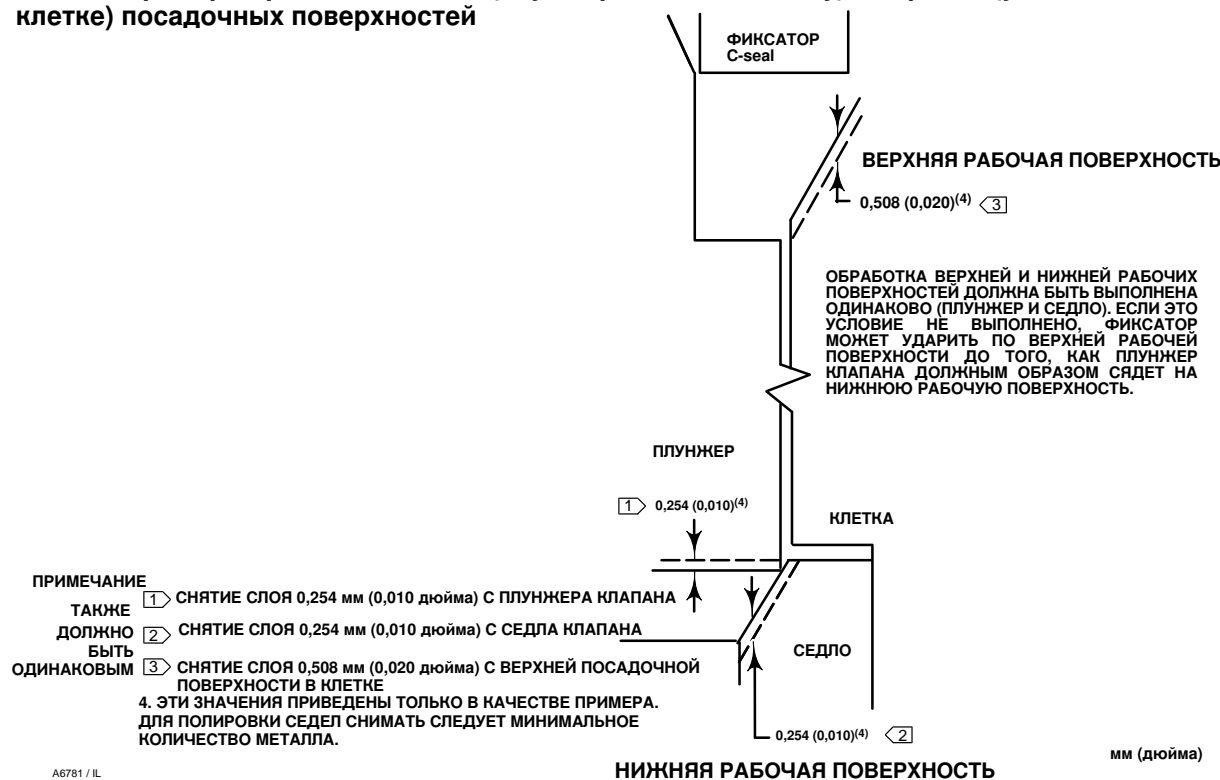 клетке) посадочных поверхностей
ФИКСАТОР
C-seal
ВЕРХНЯЯ РАБОЧАЯ ПОВЕРХНОСТЬ
0,508 (0,020)(4) 3
ОБРАБОТКА ВЕРХНЕЙ И НИЖНЕЙ РАБОЧИХ
ПОВЕРХНОСТЕЙ ДОЛЖНА БЫТЬ ВЫПОЛНЕНА
ОДИНАКОВО (ПЛУНЖЕР И СЕДЛО). ЕСЛИ ЭТО
УСЛОВИЕ НЕ ВЫПОЛНЕНО, ФИКСАТОР
МОЖЕТ УДАРИТЬ ПО ВЕРХНЕЙ РАБОЧЕЙ
ПОВЕРХНОСТИ ДО ТОГО, КАК ПЛУНЖЕР
КЛАПАНА ДОЛЖНЫМ ОБРАЗОМ СЯДЕТ НА
НИЖНЮЮ РАБОЧУЮ ПОВЕРХНОСТЬ.
ПЛУНЖЕР
1 0,254 (0,010)(4)
КЛЕТКА
ПРИМЕЧАНИЕ
1 СНЯТИЕ СЛОЯ 0,254 мм (0,010 дюйма) С ПЛУНЖЕРА КЛАПАНА
ТАКЖЕ
ДОЛЖНО
БЫТЬ
ОДИНАКОВЫМ
2 СНЯТИЕ СЛОЯ 0,254 мм (0,010 дюйма) С СЕДЛА КЛАПАНА
3 СНЯТИЕ СЛОЯ 0,508 мм (0,020 дюйма) С ВЕРХНЕЙ ПОСАДОЧНОЙ
ПОВЕРХНОСТИ В КЛЕТКЕ
4. ЭТИ ЗНАЧЕНИЯ ПРИВЕДЕНЫ ТОЛЬКО В КАЧЕСТВЕ ПРИМЕРА.
ДЛЯ ПОЛИРОВКИ СЕДЕЛ СНИМАТЬ СЛЕДУЕТ МИНИМАЛЬНОЕ
КОЛИЧЕСТВО МЕТАЛЛА.
СЕДЛО
0,254 (0,010)(4) 2
мм (дюйма)
A6781 / IL
НИЖНЯЯ РАБОЧАЯ ПОВЕРХНОСТЬ